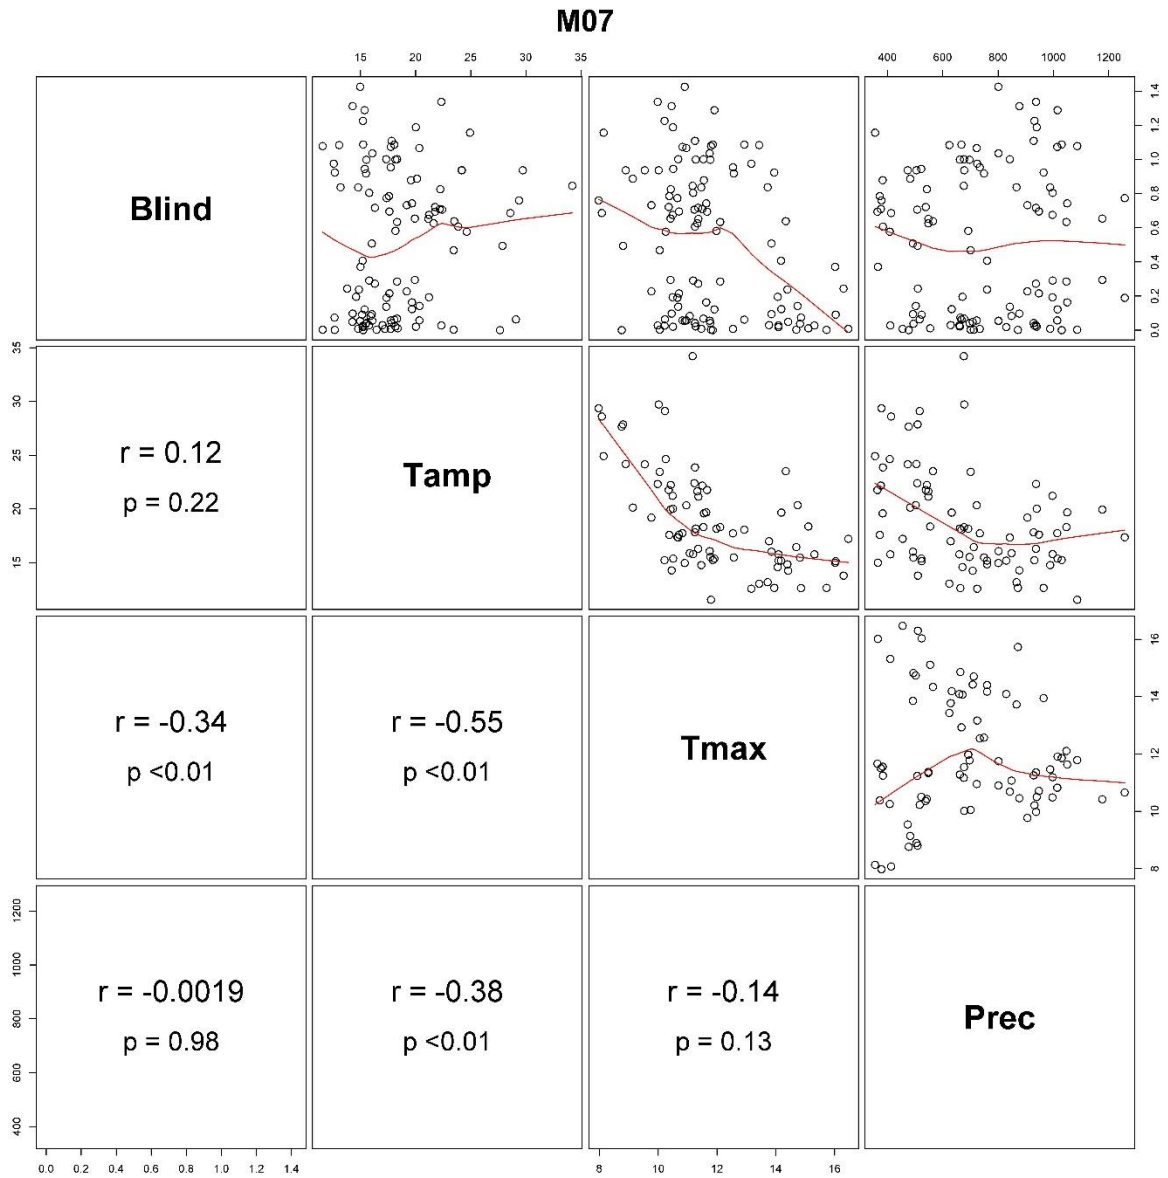 M07
15 20 25 30 35
400 600 800 1000 1200
Blind
0.0 0.2 0.4 0.6 0.8 1.0 1.2 1.4
15 20 25 30 35
r = 0.12
p = 0.22
Tamp
r = -0.34
p <0.01
r = -0.55
p <0.01
Tmax
8 10 12 14 16
400 600 800 1000 1200
r = -0.0019
p = 0.98
r = -0.38
p <0.01
r = -0.14
p = 0.13
Prec
0.0 0.2 0.4 0.6 0.8 1.0 1.2 1.4
8 10 12 14 16